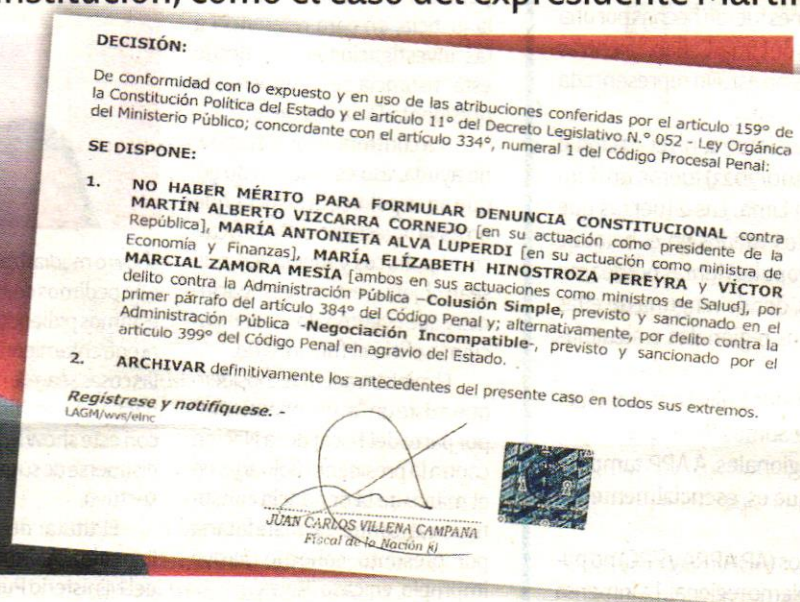 institución, como el caso del expresidente Martín
DECISIÓN:
De conformidad con lo expuesto y en uso de las atribuciones conferidas por el artículo 159° de
la Constitución Política del Estado y el artículo 11° del Decreto Legislativo N.° 052 - Ley Orgánica
del Ministerio Público; concordante con el artículo 334°, numeral 1 del Código Procesal Penal:
SE DISPONE:
1. NO HABER MÉRITO PARA FORMULAR DENUNCIA CONSTITUCIONAL contra
MARTÍN ALBERTO VIZCARRA CORNEJO [en su actuación como presidente de la
República], MARÍA ANTONIETA ALVA LUPERDI [en su actuación como ministra de
Economía y Finanzas], MARÍA ELÍZABETH HINOSTROZA PEREYRA y VÍCTOR
MARCIAL ZAMORA MESÍA [ambos en sus actuaciones como ministros de Salud], por
delito contra la Administración Pública –Colusión Simple, previsto y sancionado en el
primer párrafo del artículo 384° del Código Penal y; alternativamente, por delito contra la
Administración Pública -Negociación Incompatible-, previsto y sancionado por el
artículo 399° del Código Penal en agravio del Estado.
2. ARCHIVAR definitivamente los antecedentes del presente caso en todos sus extremos.
Regístrese y notifíquese. -
LAGM/wvs/elnc
JUAN CARLOS VILLENA CAMPANA
Fiscal de la Nación (i)